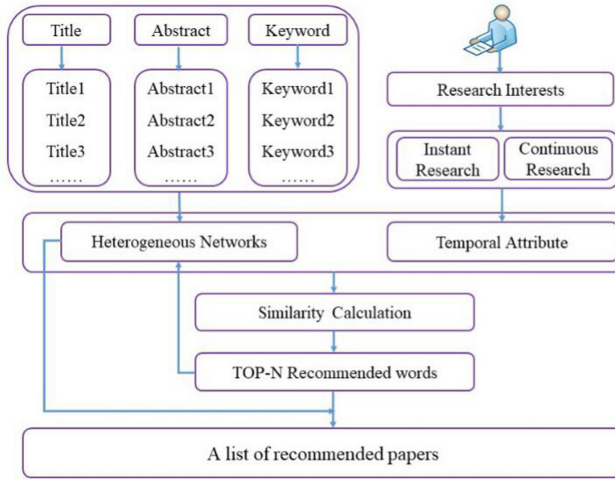 Title
Abstract
Keyword
Title1
Title2
Title3
......
Abstract1
Abstract2
Abstract3
......
Keyword1
Keyword2
Keyword3
......
Research Interests
Instant
Research
Continuous
Research
Heterogeneous Networks
Temporal Attribute
Similarity Calculation
TOP-N Recommended words
A list of recommended papers